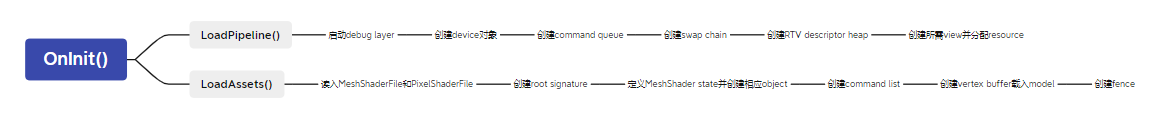 OnInit()
LoadPipeline()
启动debug layer
创建device对象
创建command queue
创建swap chain
创建RTV descriptor heap
创建所需view并分配resource
LoadAssets()
读入MeshShaderFile和PixelShaderFile
创建root signature
定义MeshShader state并创建相应object
创建command list
创建vertex buffer载入model
创建fence